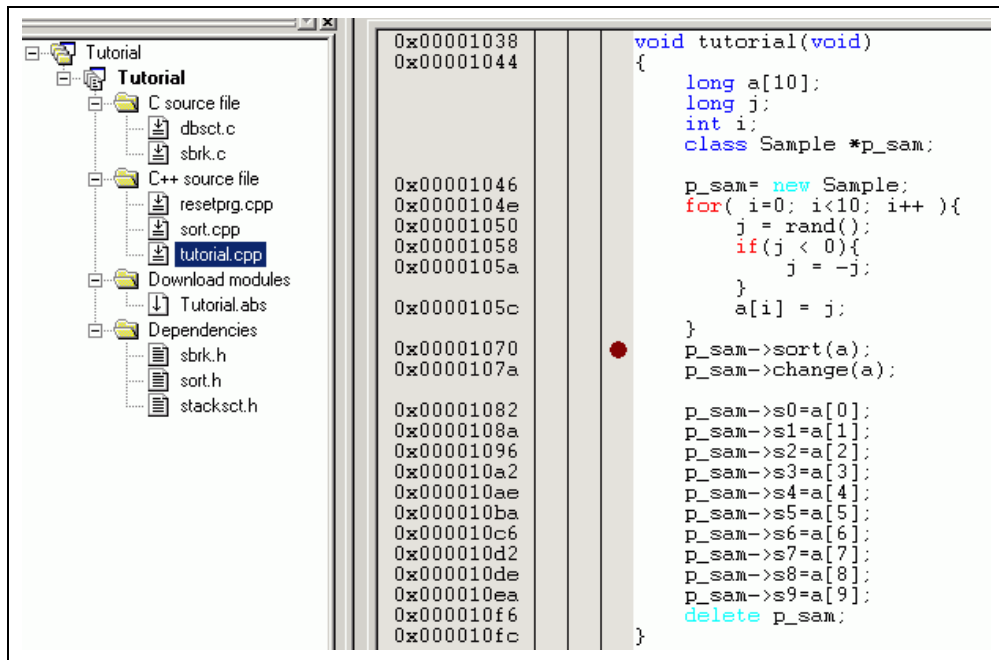 Tutorial
Tutorial
C source file
dbsct.c
sbrk.c
C++ source file
resetprg.cpp
sort.cpp
tutorial.cpp
Download modules
Tutorial.abs
Dependencies
sbrk.h
sort.h
stacksct.h
0x00001038 void tutorial(void)
0x00001044 {
long a[10];
long j;
int i;
class Sample *p_sam;
0x00001046 p_sam= new Sample;
0x0000104e for( i=0; i<10; i++ ){
0x00001050 j = rand();
0x00001058 if(j < 0){
0x0000105a j = -j;
}
0x0000105c a[i] = j;
}
0x00001070 p_sam->sort(a);
0x0000107a p_sam->change(a);
0x00001082 p_sam->s0=a[0];
0x0000108a p_sam->s1=a[1];
0x00001096 p_sam->s2=a[2];
0x000010a2 p_sam->s3=a[3];
0x000010ae p_sam->s4=a[4];
0x000010ba p_sam->s5=a[5];
0x000010c6 p_sam->s6=a[6];
0x000010d2 p_sam->s7=a[7];
0x000010de p_sam->s8=a[8];
0x000010ea p_sam->s9=a[9];
0x000010f6 delete p_sam;
0x000010fc }